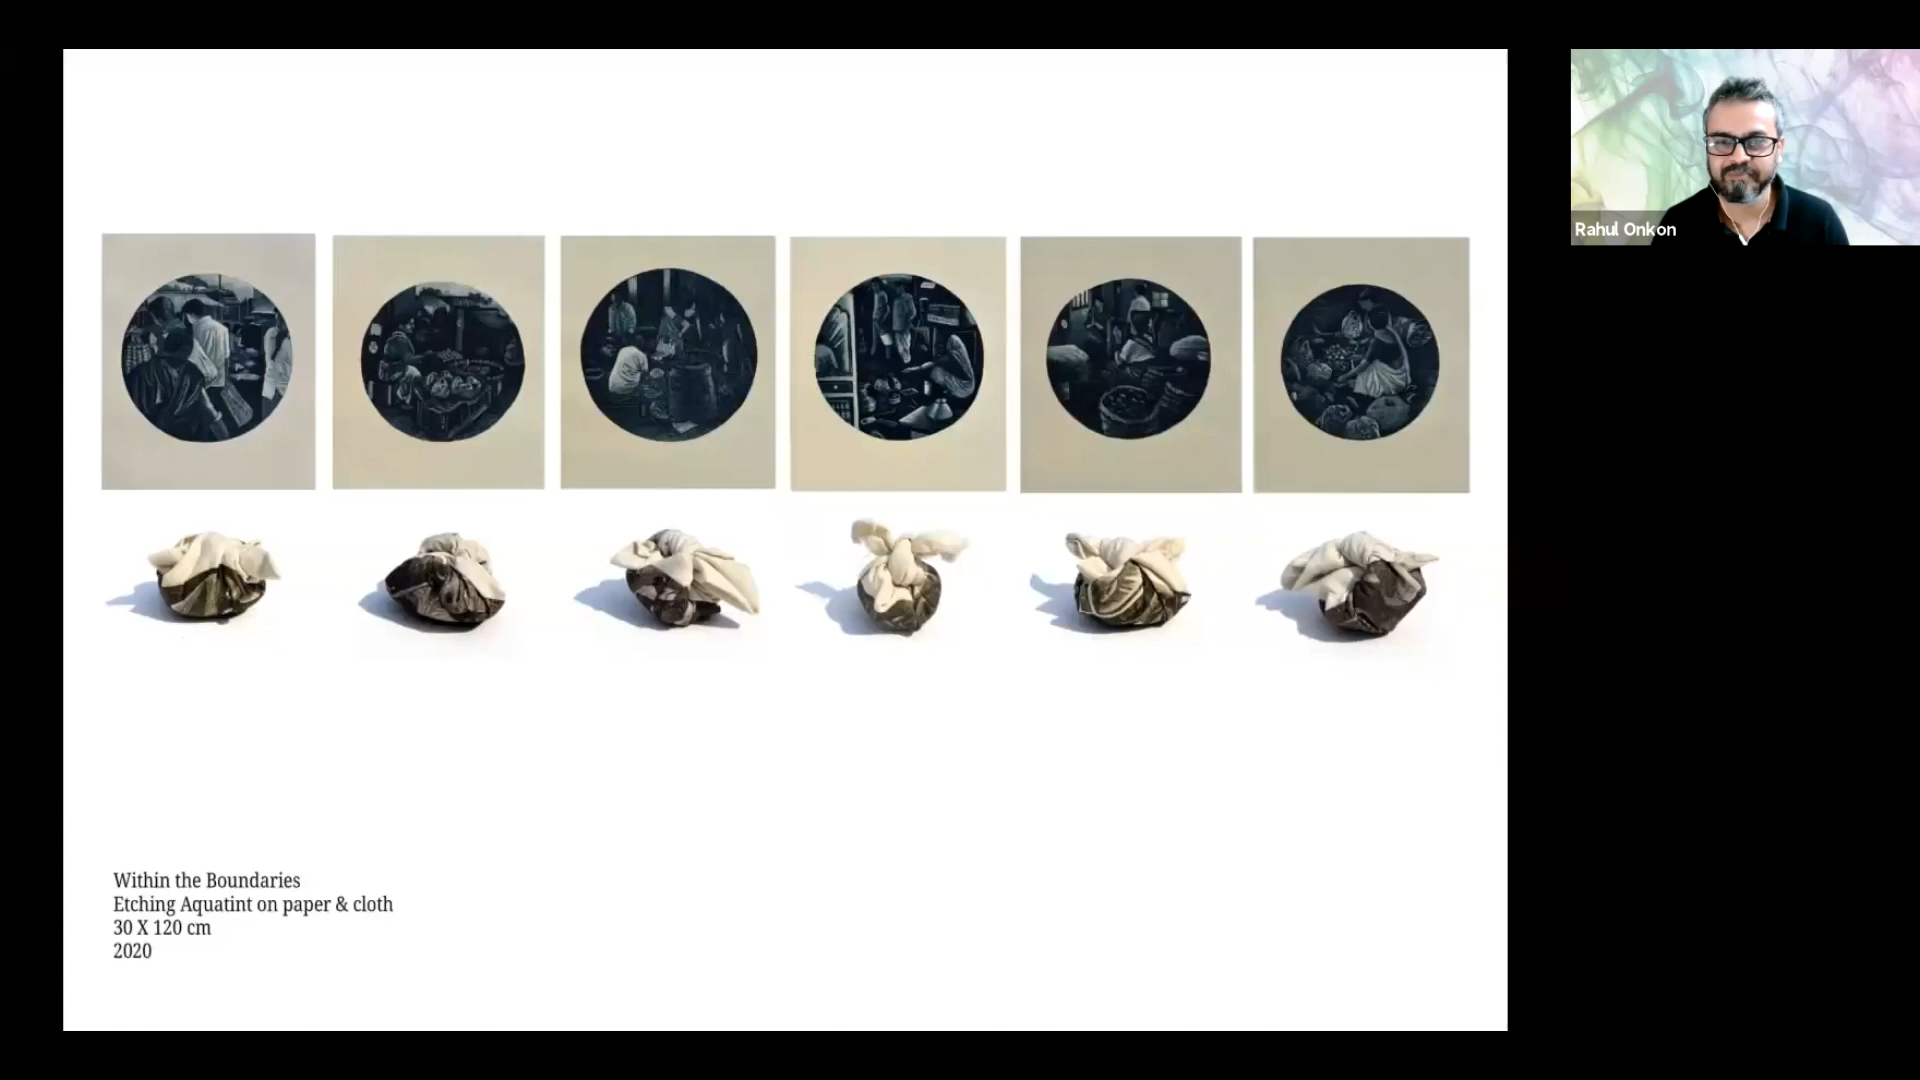 Rahul Onkon
Within the Boundaries
Etching Aquatint on paper & cloth
30 X 120 cm
2020